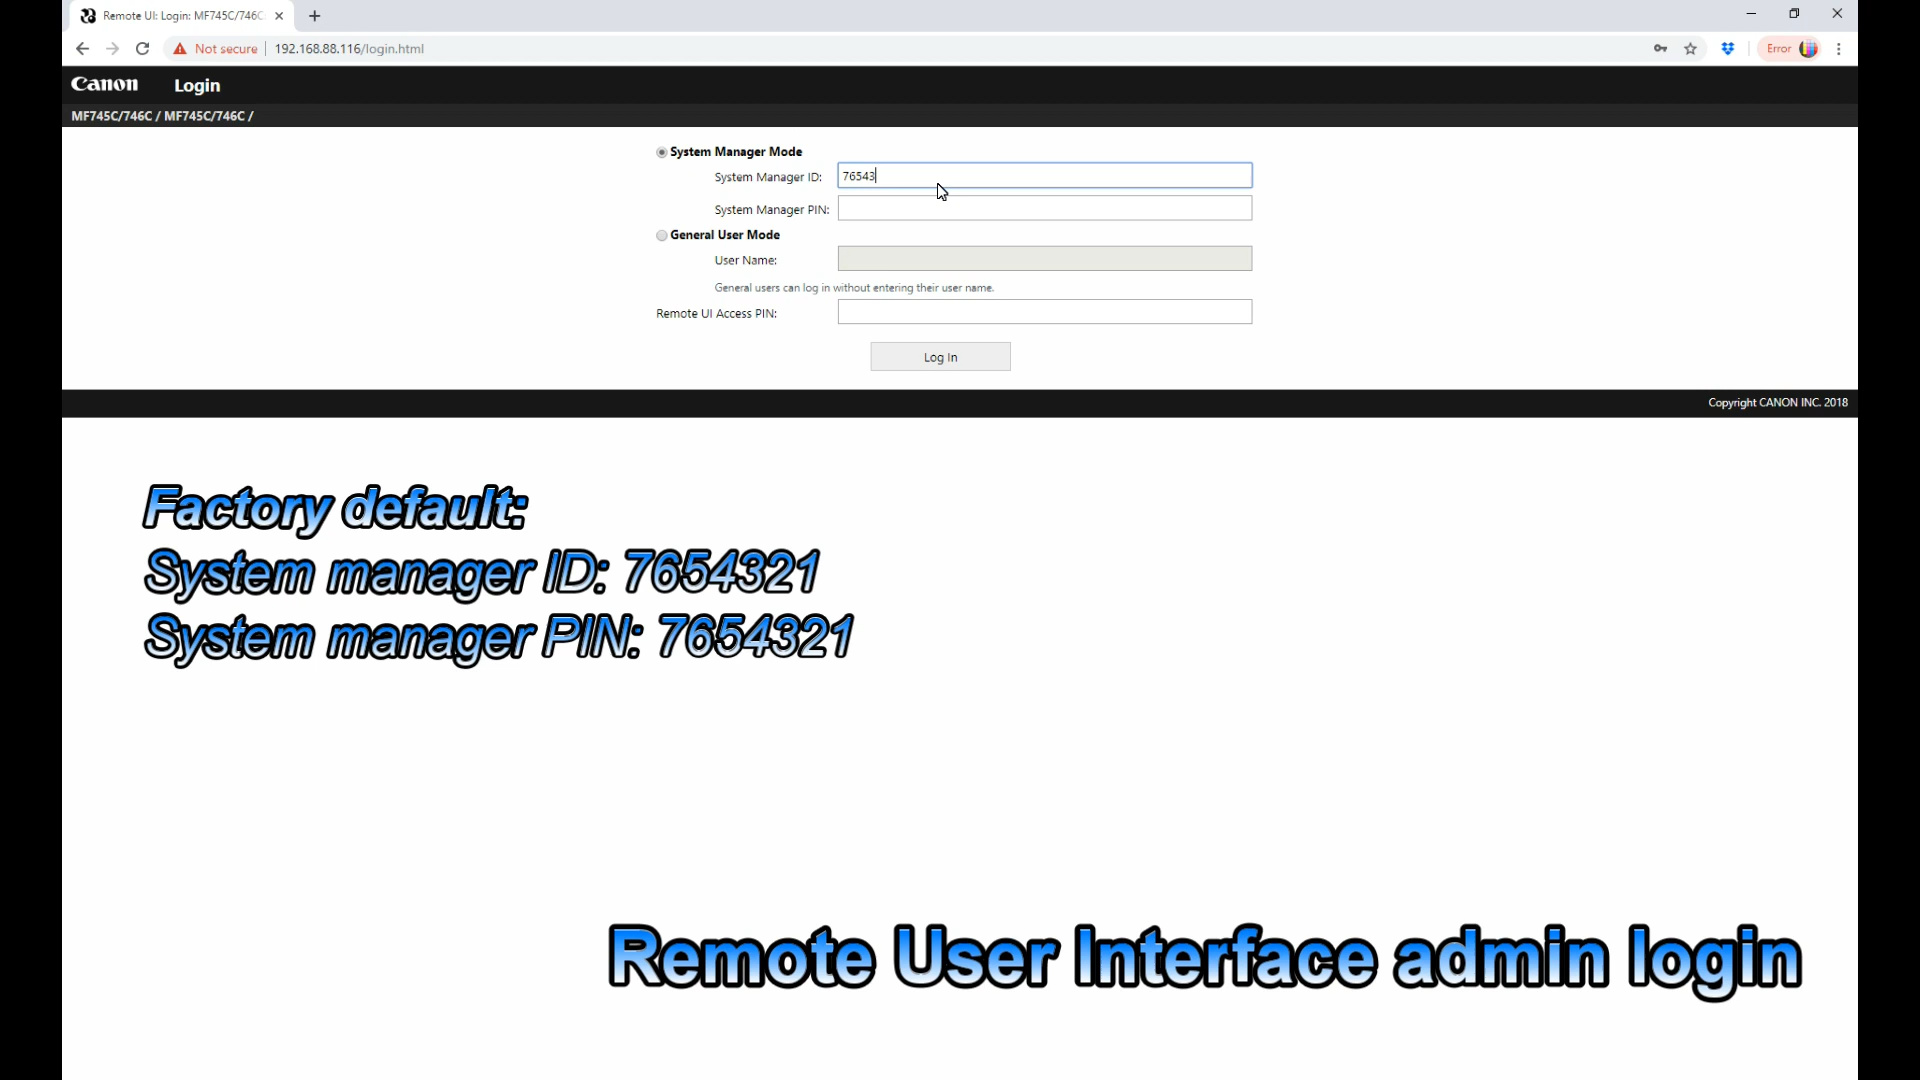 Remote UI: Login: MF745C/746C
Not secure
192.168.88.116/login.html
Error
Canon
Login
MF745C/746C / MF745C/746C /
System Manager Mode
System Manager ID:
76543
System Manager PIN:
General User Mode
User Name:
General users can log in without entering their user name.
Remote UI Access PIN:
Log In
Copyright CANON INC. 2018
Factory default:
System manager ID: 7654321
System manager PIN: 7654321
Remote User Interface admin login